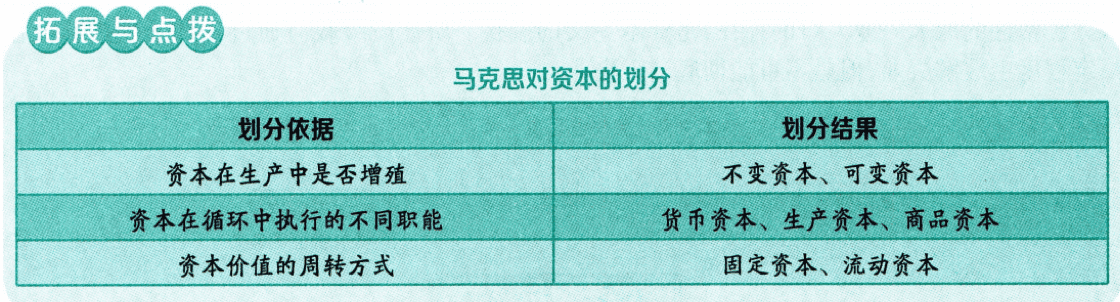 拓展与点拨
马克思对资本的划分
划分依据 划分结果
资本在生产中是否增殖 不变资本、可变资本
资本在循环中执行的不同职能 货币资本、生产资本、商品资本
资本价值的周转方式 固定资本、流动资本